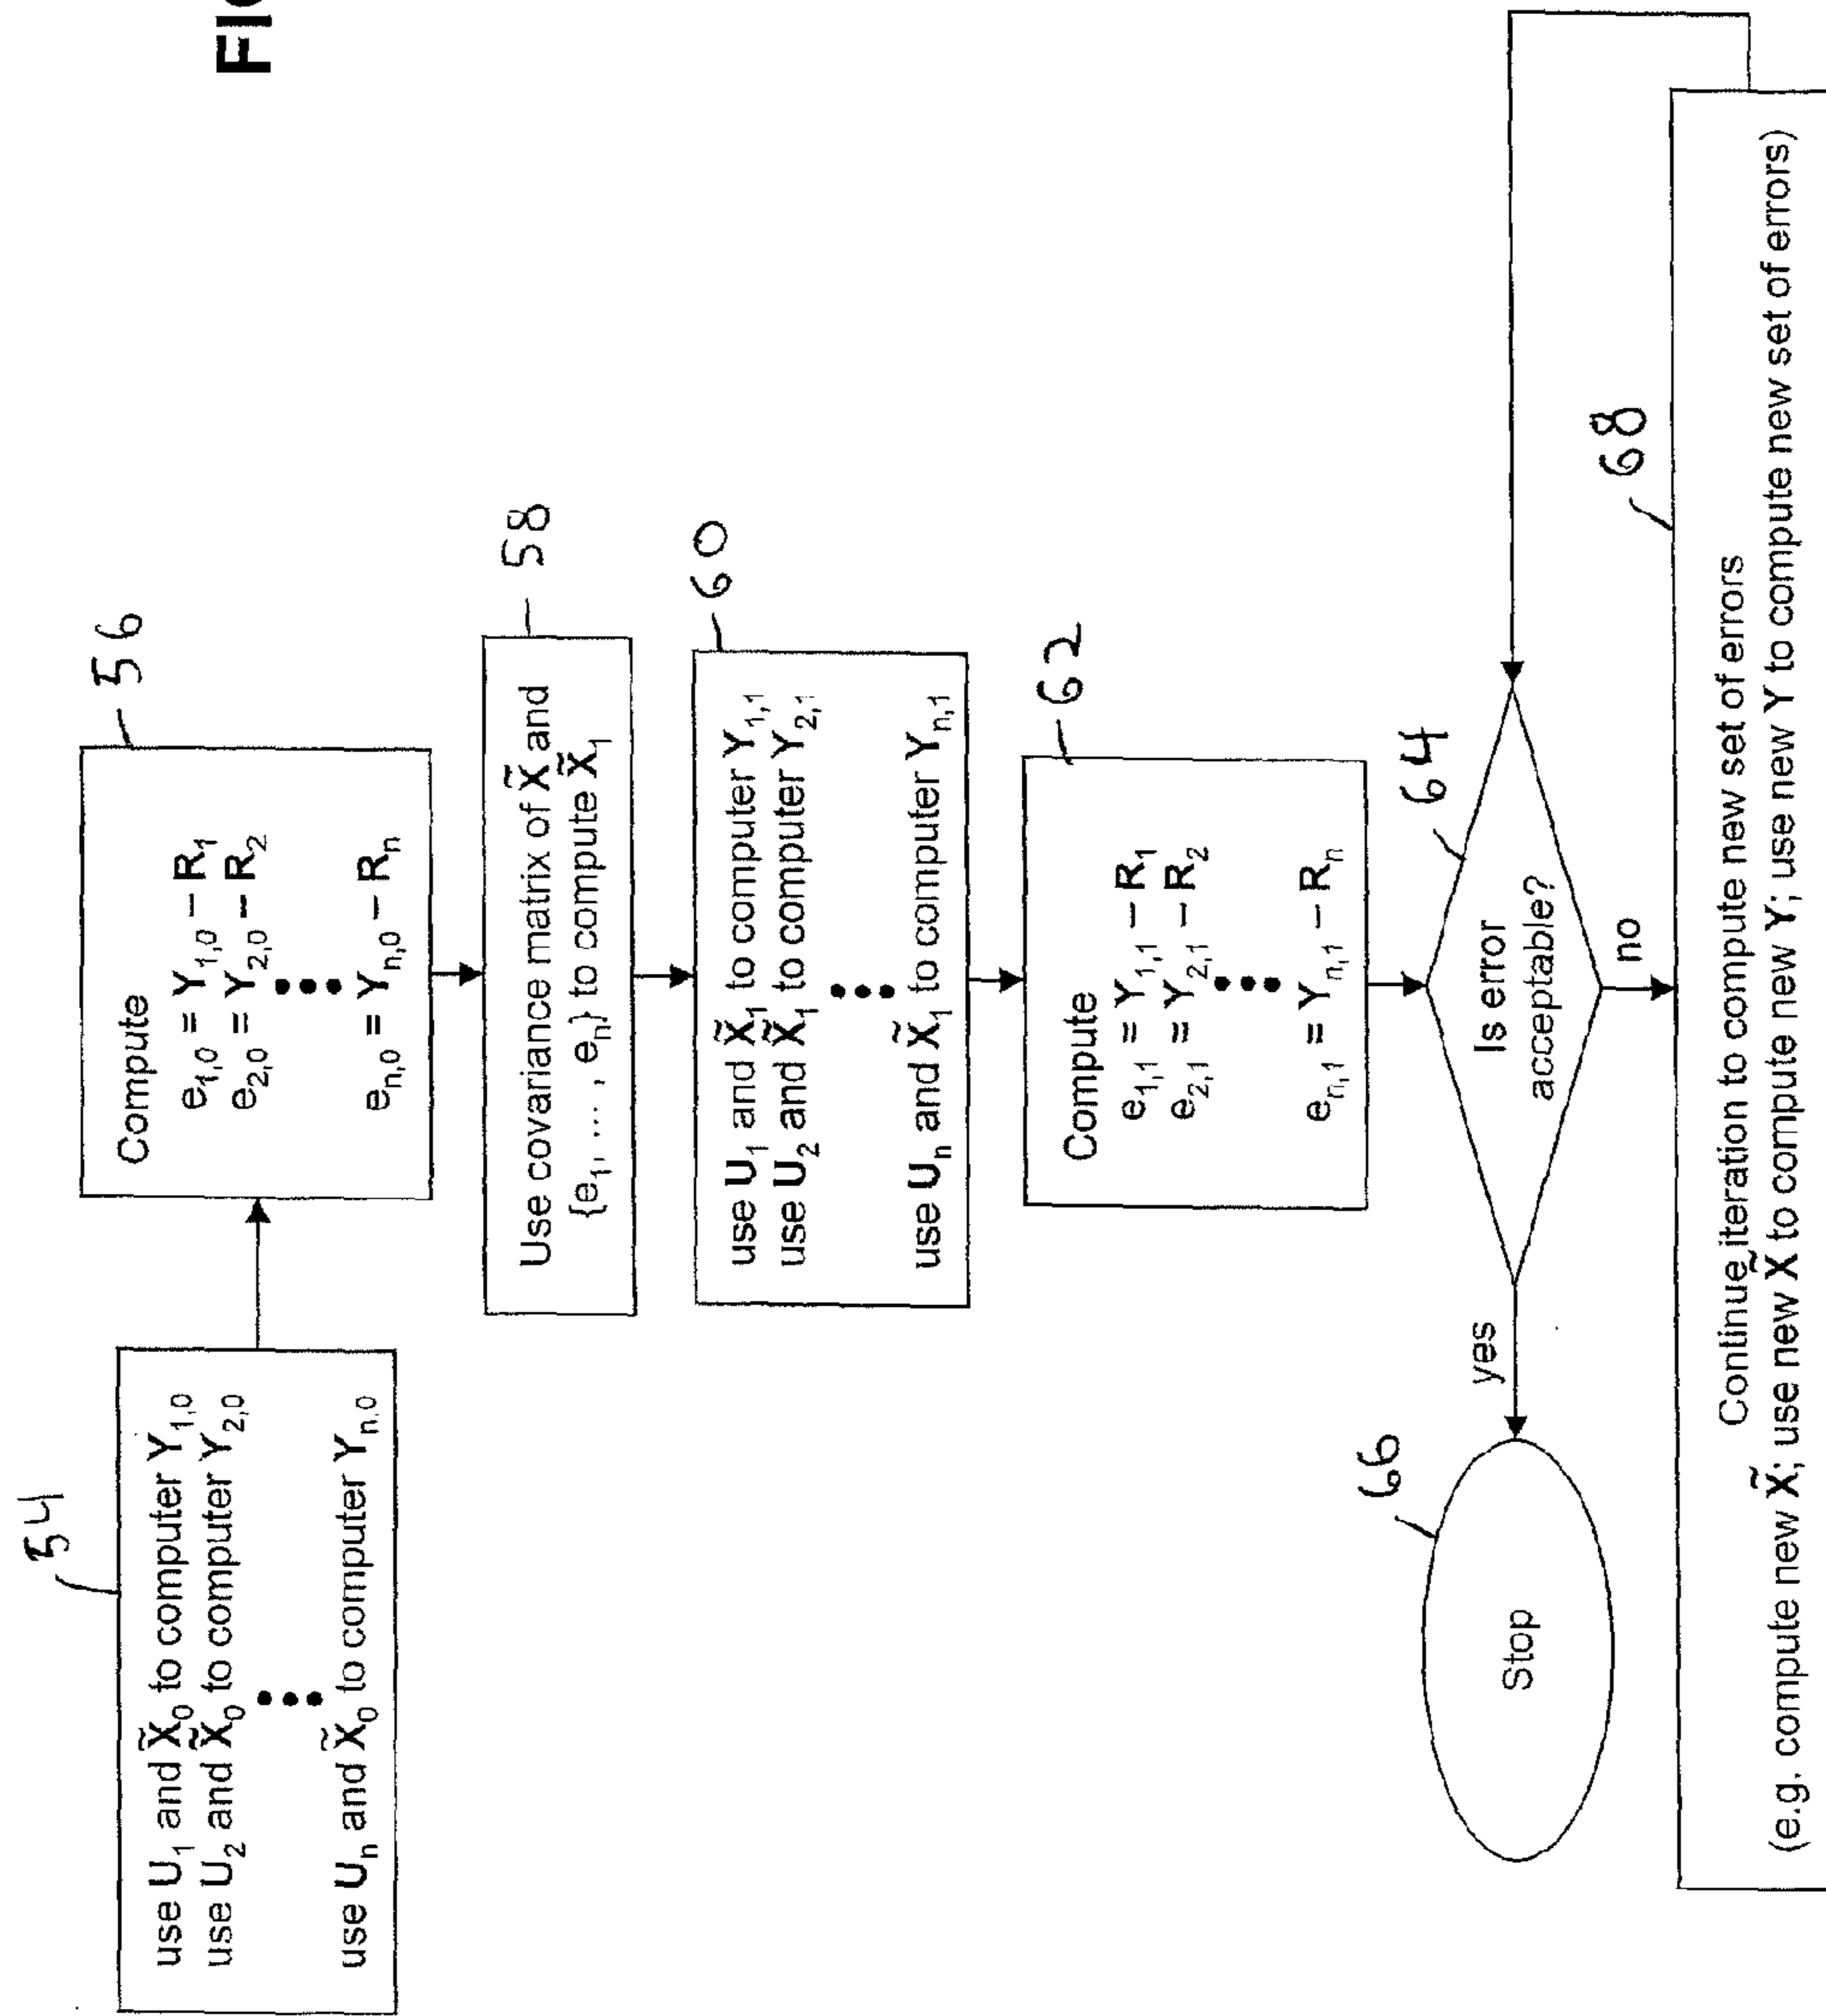 FIG
54
use U₁ and X̃₀ to computer Y₁,₀
use U₂ and X̃₀ to computer Y₂,₀
⋮
use Uₙ and X̃₀ to computer Yₙ,₀
56
Compute
e₁,₀ = Y₁,₀ − R₁
e₂,₀ = Y₂,₀ − R₂
⋮
eₙ,₀ = Yₙ,₀ − Rₙ
58
Use covariance matrix of X̃ and
{e₁, ... , eₙ} to compute X̃₁
60
use U₁ and X̃₁ to computer Y₁,₁
use U₂ and X̃₁ to computer Y₂,₁
⋮
use Uₙ and X̃₁ to computer Yₙ,₁
62
Compute
e₁,₁ = Y₁,₁ − R₁
e₂,₁ = Y₂,₁ − R₂
⋮
eₙ,₁ = Yₙ,₁ − Rₙ
64
Is error
acceptable?
yes
no
66
Stop
68
Continue iteration to compute new set of errors
(e.g. compute new X̃; use new X̃ to compute new Y; use new Y to compute new set of errors)